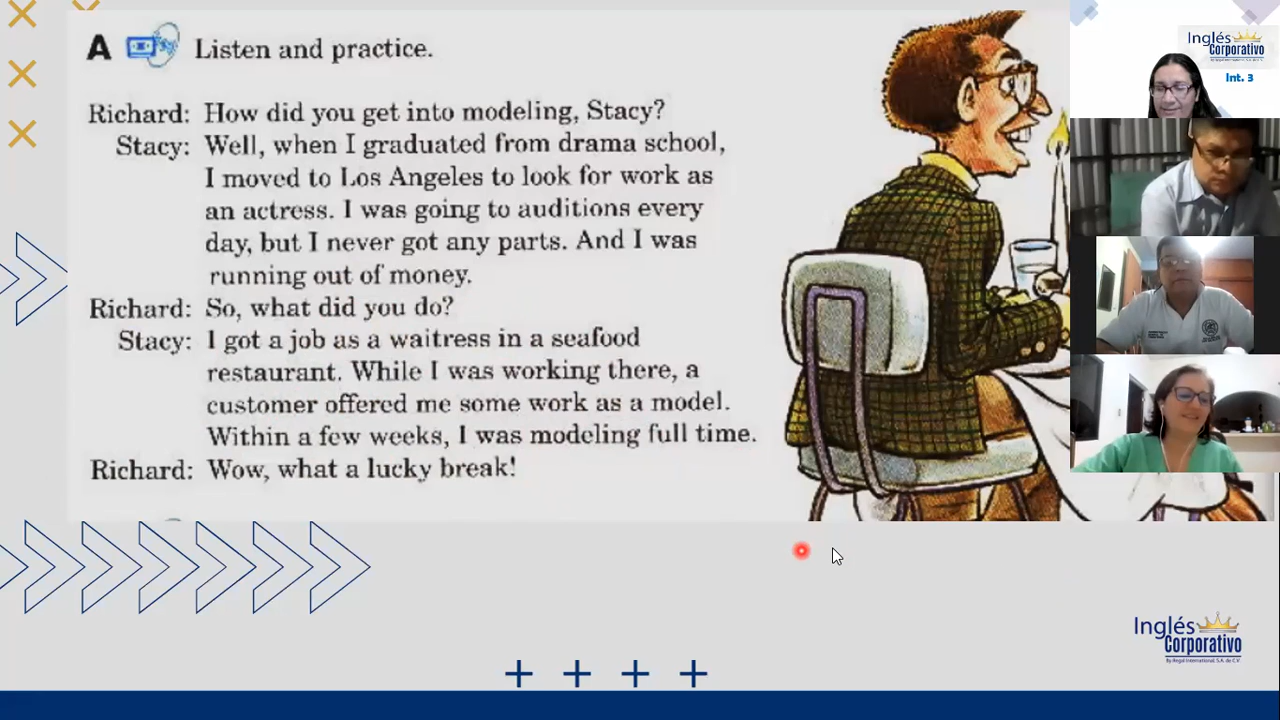 A Listen and practice.
Richard: How did you get into modeling, Stacy?
Stacy: Well, when I graduated from drama school,
I moved to Los Angeles to look for work as
an actress. I was going to auditions every
day, but I never got any parts. And I was
running out of money.
Richard: So, what did you do?
Stacy: I got a job as a waitress in a seafood
restaurant. While I was working there, a
customer offered me some work as a model.
Within a few weeks, I was modeling full time.
Richard: Wow, what a lucky break!
Inglés
Corporativo
Int. 3
Inglés
Corporativo
By Regal International, S.A. de C.V.